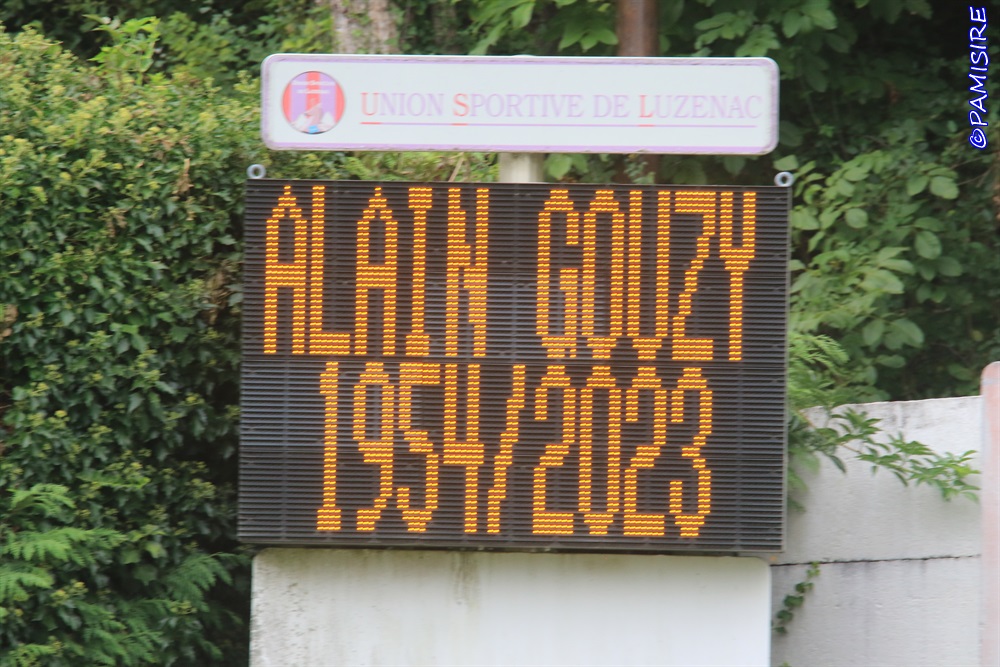 UNION SPORTIVE DE LUZENAC
ALAIN GOUZY
1954/2023
©PAMISIRE